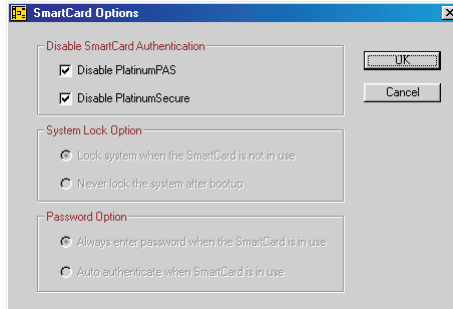 SmartCard Options
Disable SmartCard Authentication
Disable PlatinumPAS
Disable PlatinumSecure
OK
Cancel
System Lock Option
Lock system when the SmartCard is not in use
Never lock the system after bootup
Password Option
Always enter password when the SmartCard is in use
Auto authenticate when SmartCard is in use